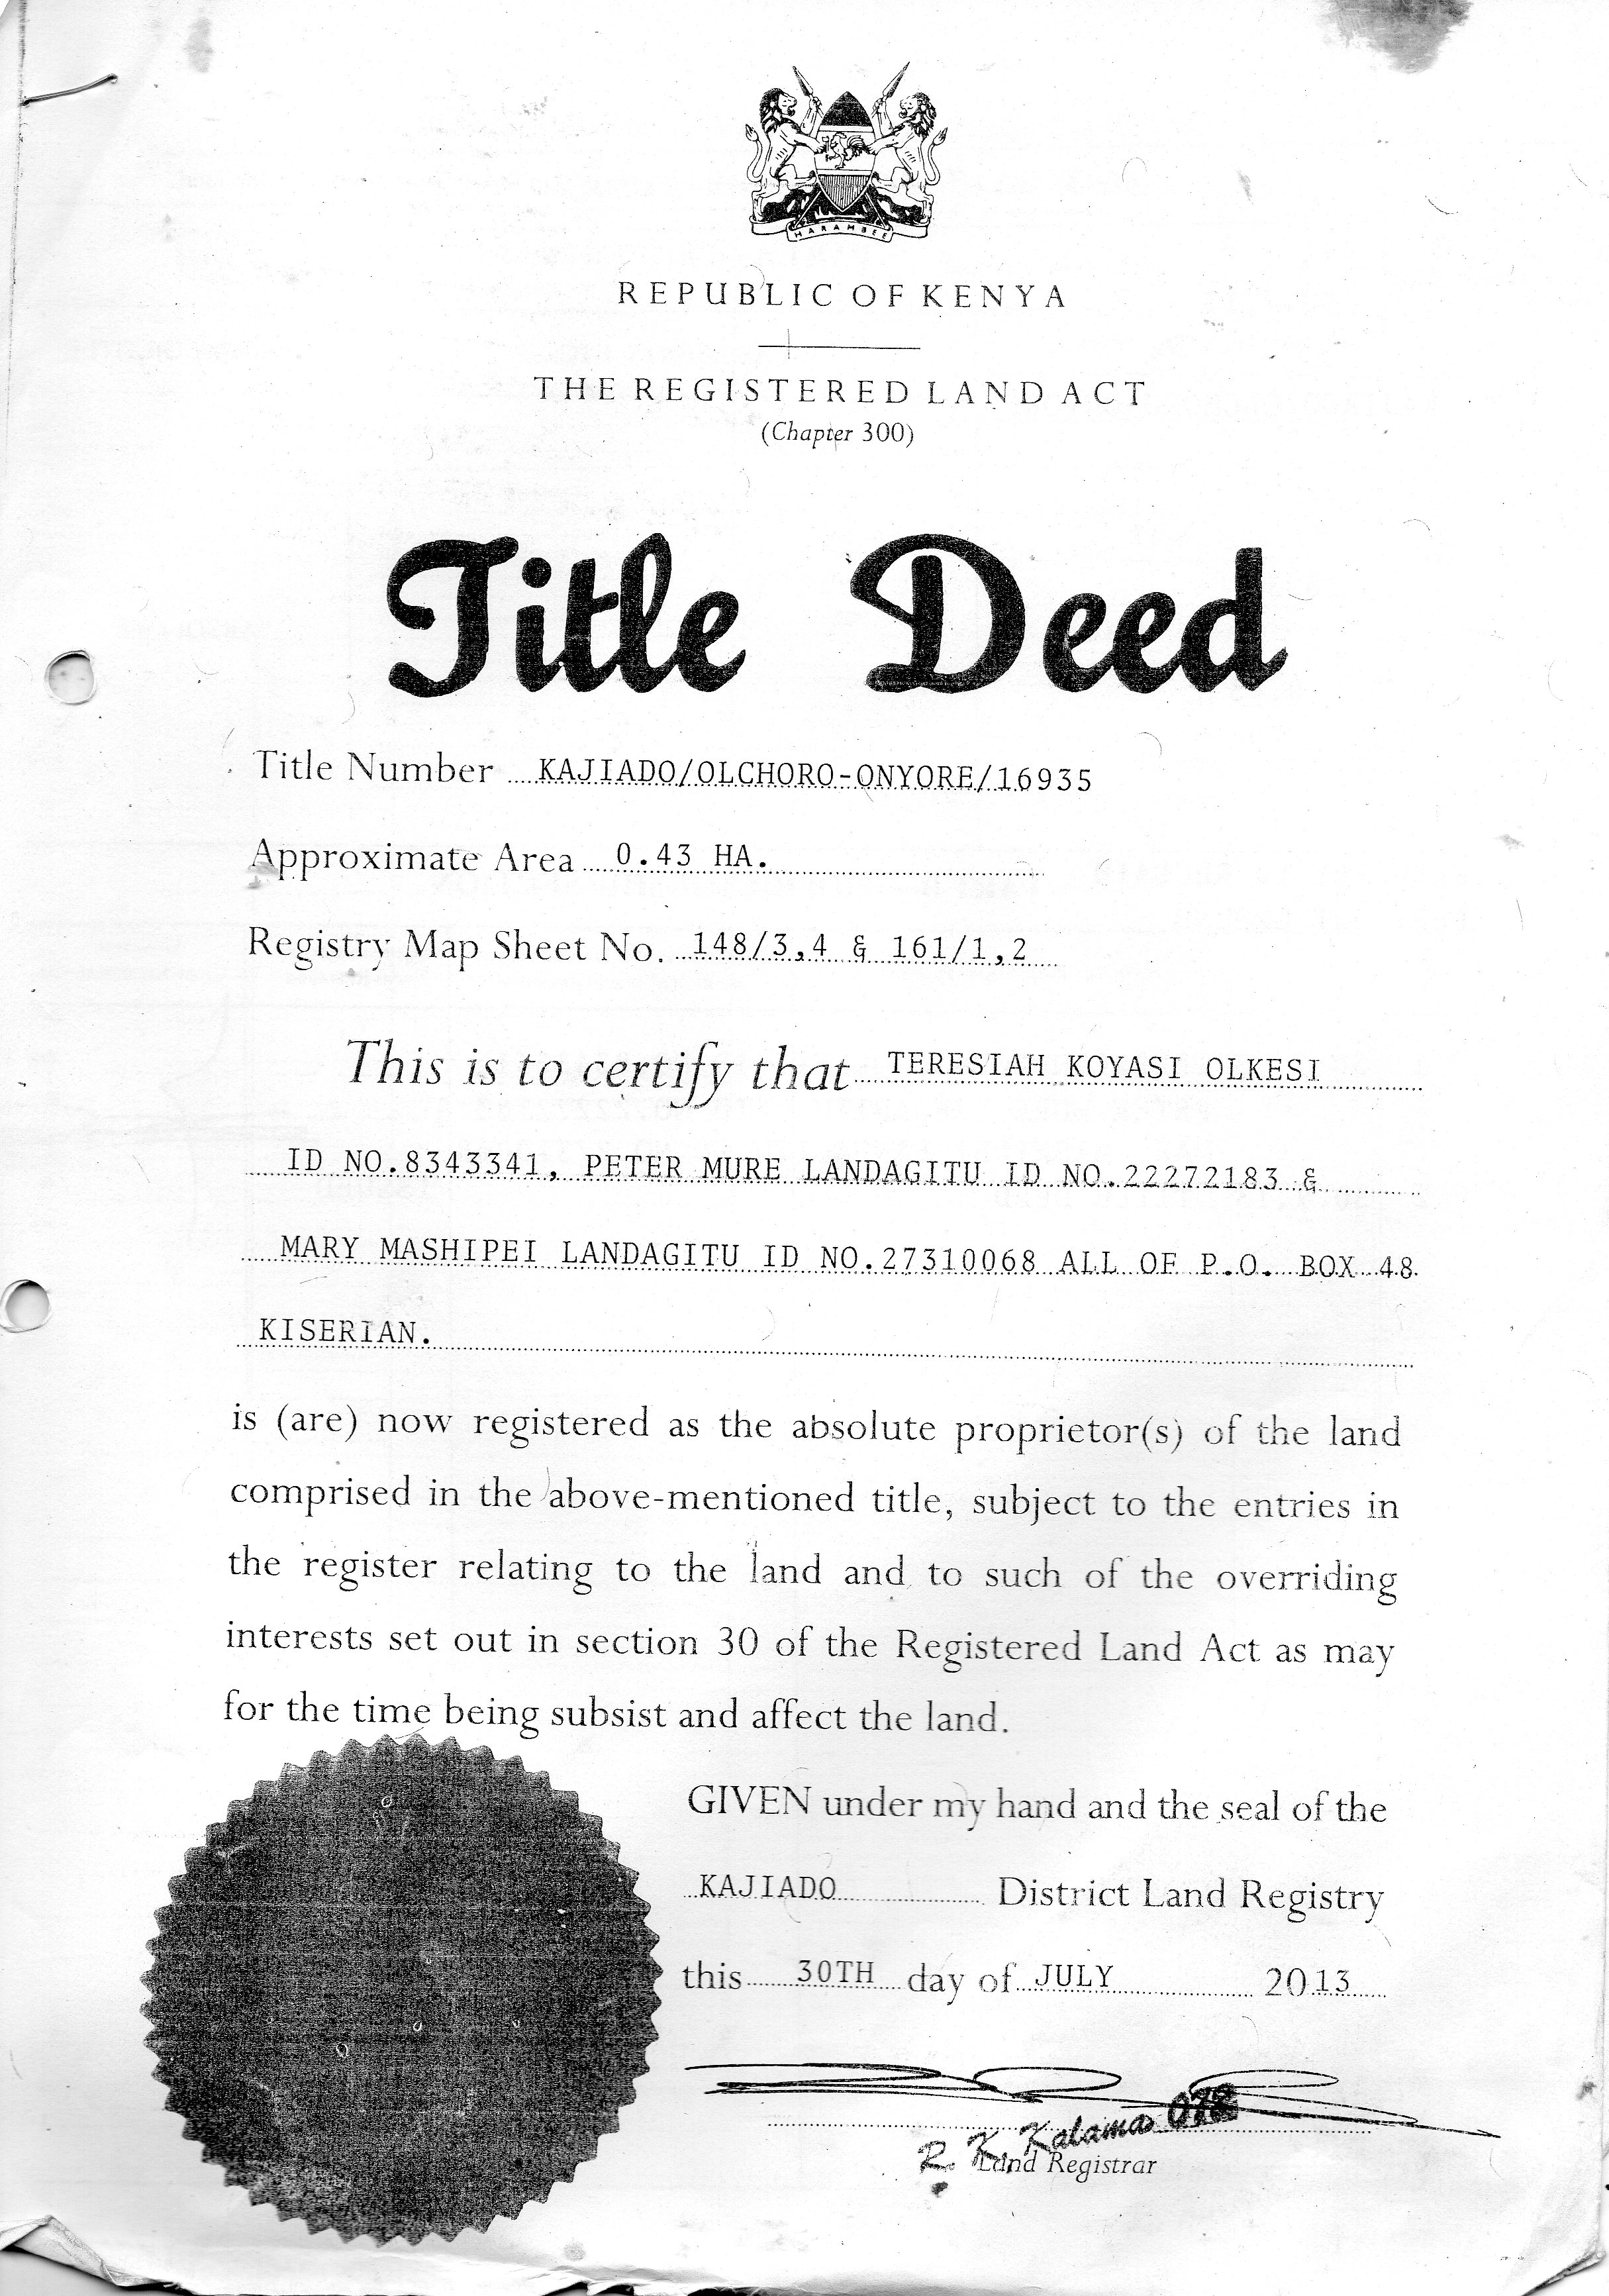 HARAMBEE
REPUBLIC OF KENYA
THE REGISTERED LAND ACT
(Chapter 300)
Title Deed
Title Number KAJIADO/OLCHORO-ONYORE/16935
Approximate Area 0.43 HA.
Registry Map Sheet No. 148/3,4 & 161/1,2
This is to certify that TERESIAH KOYASI OLKESI
ID NO.8343341, PETER MURE LANDAGITU ID NO.22272183 &
MARY MASHIPEI LANDAGITU ID NO.27310068 ALL OF P.O. BOX 48
KISERIAN.
is (are) now registered as the absolute proprietor(s) of the land
comprised in the above-mentioned title, subject to the entries in
the register relating to the land and to such of the overriding
interests set out in section 30 of the Registered Land Act as may
for the time being subsist and affect the land.
GIVEN under my hand and the seal of the
KAJIADO District Land Registry
this 30TH day of JULY 2013
R. K. Kalama
Land Registrar